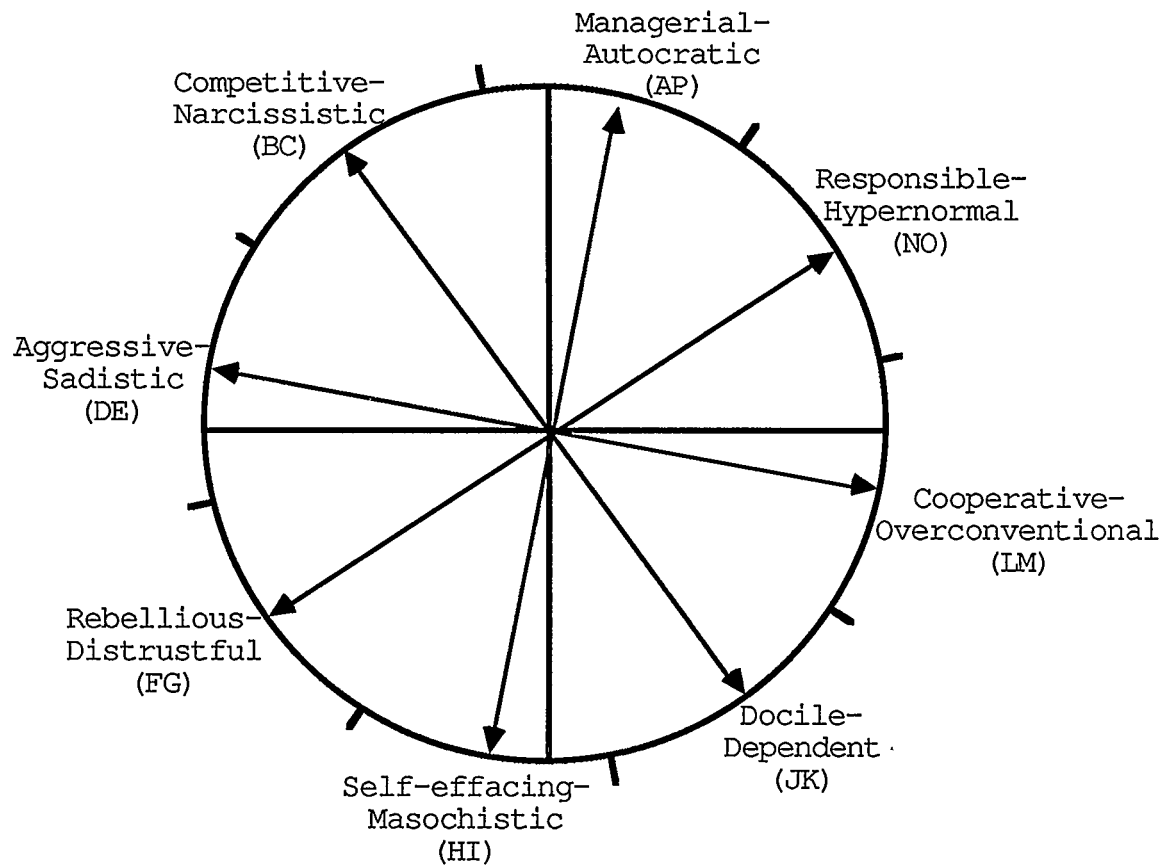 Managerial-
Autocratic
(AP)
Competitive-
Narcissistic
(BC)
Responsible-
Hypernormal
(NO)
Aggressive-
Sadistic
(DE)
Cooperative-
Overconventional
(LM)
Rebellious-
Distrustful
(FG)
Docile-
Dependent
(JK)
Self-effacing-
Masochistic
(HI)